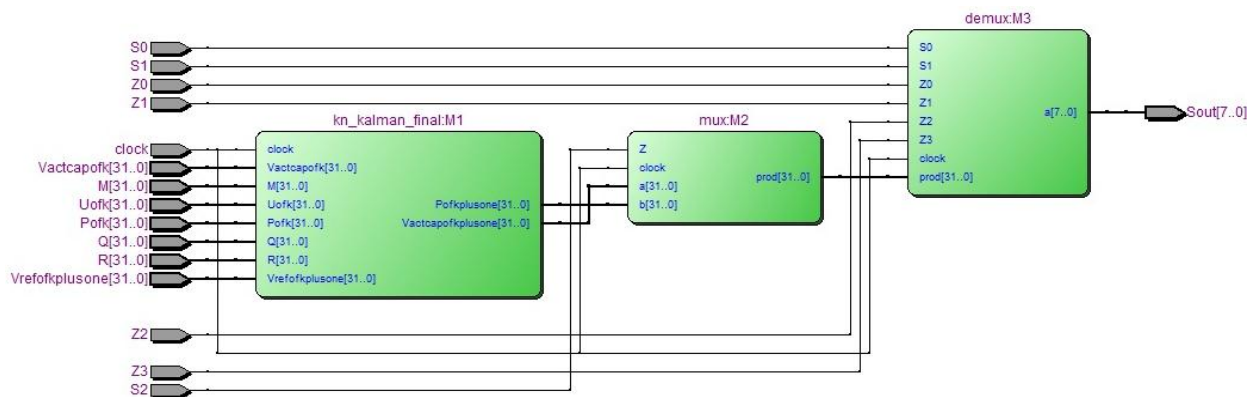 demux:M3
S0
S1
Z0
Z1
S0
S1
Z0
Z1
Z2
Z3
clock
prod[31..0]
a[7..0]
Sout[7..0]
kn_kalman_final:M1
mux:M2
clock
Vactcapofk[31..0]
M[31..0]
Uofk[31..0]
Pofk[31..0]
Q[31..0]
R[31..0]
Vrefofkplusone[31..0]
clock
Vactcapofk[31..0]
M[31..0]
Uofk[31..0]
Pofk[31..0]
Q[31..0]
R[31..0]
Vrefofkplusone[31..0]
Pofkplusone[31..0]
Vactcapofkplusone[31..0]
Z
clock
a[31..0]
b[31..0]
prod[31..0]
Z2
Z3
S2